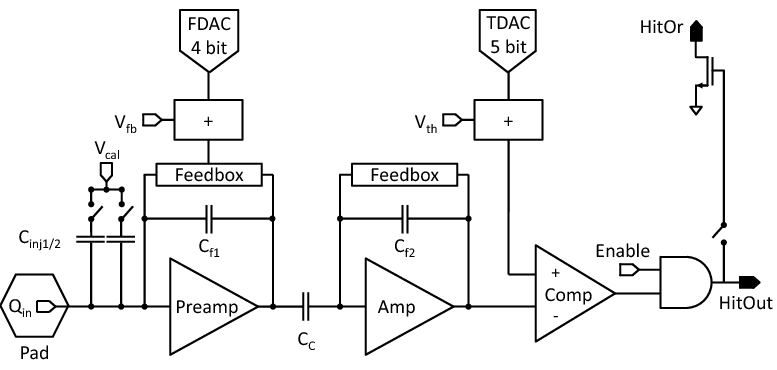 FDAC
4 bit
TDAC
5 bit
HitOr
V_fb
+
V_th
+
V_cal
Feedbox
Feedbox
C_inj1/2
C_f1
C_f2
Enable
Q_in
Preamp
Amp
+
Comp
-
HitOut
Pad
C_C